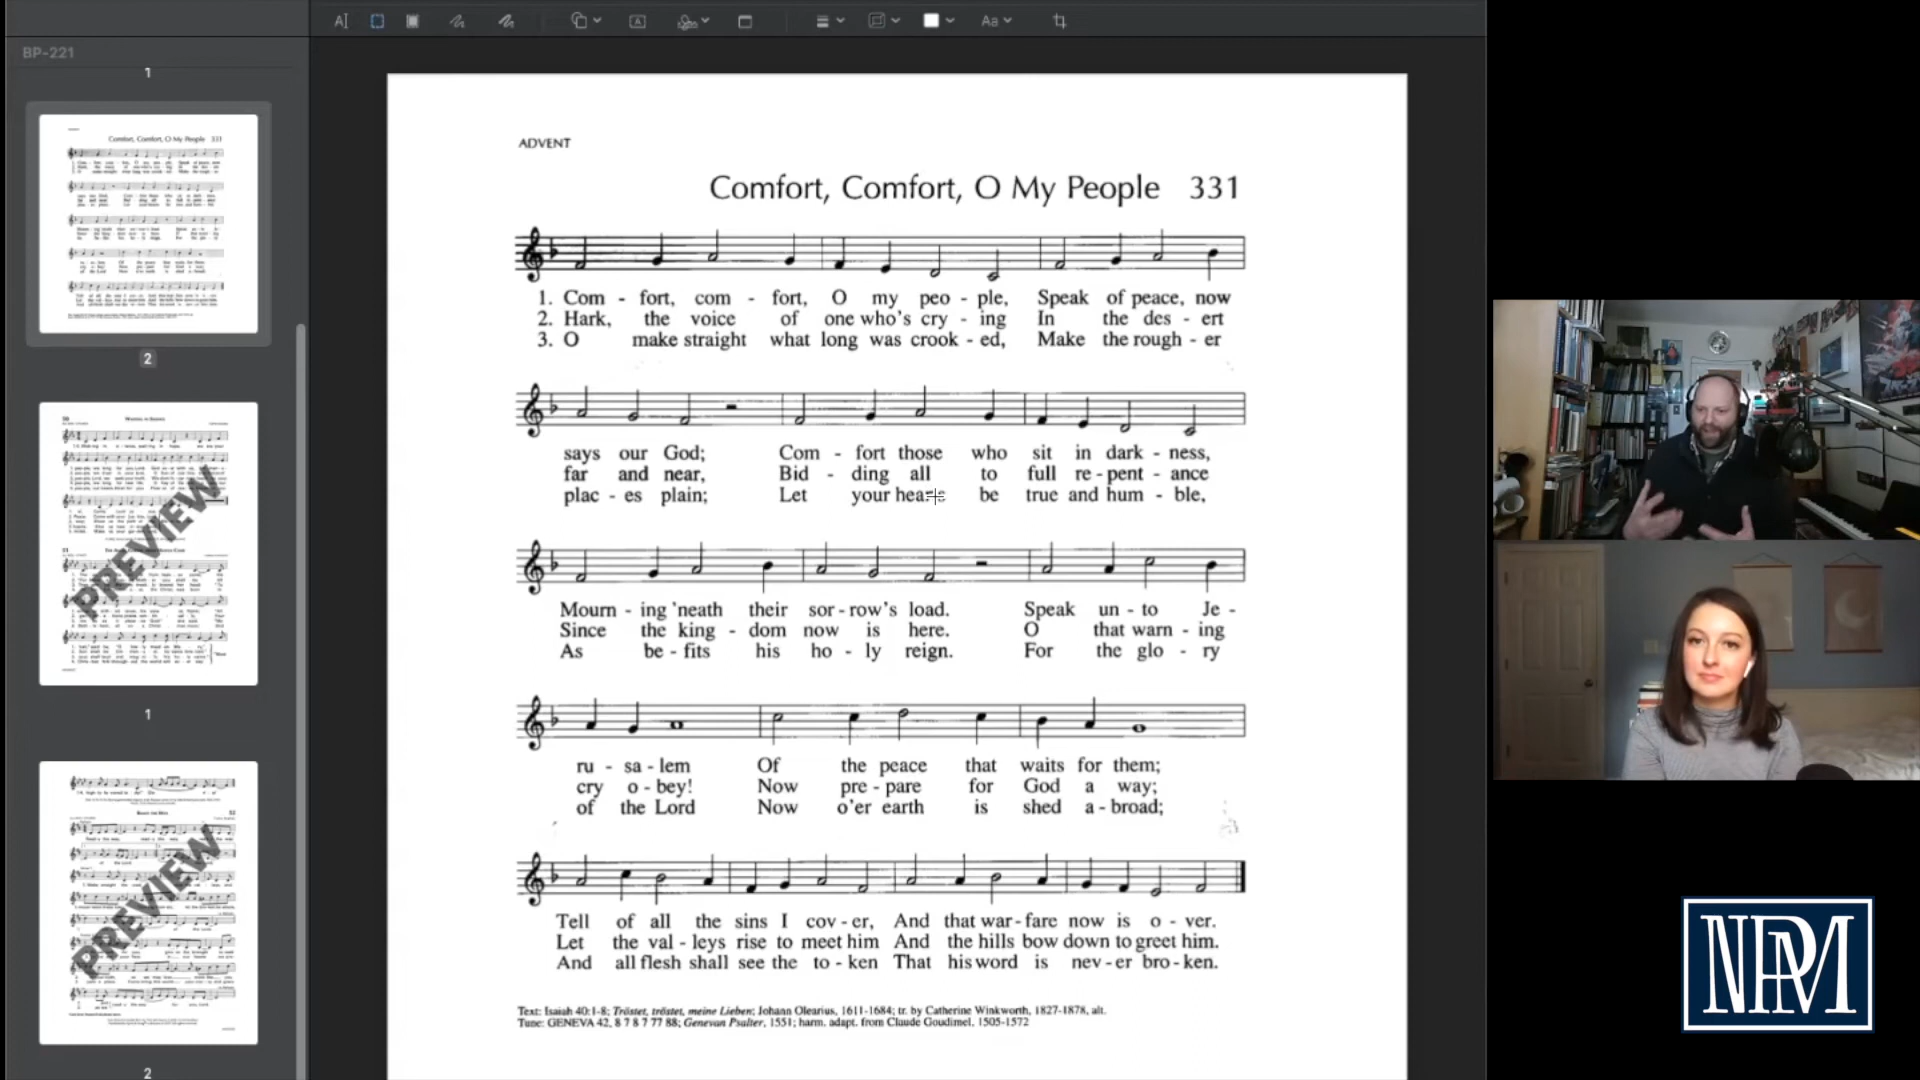 BP-221
1
Comfort, Comfort, O My People 331
2
PREVIEW
1
PREVIEW
2
ADVENT
Comfort, Comfort, O My People 331
1. Com - fort, com - fort, O my peo - ple, Speak of peace, now
2. Hark, the voice of one who's cry - ing In the des - ert
3. O make straight what long was crook - ed, Make the rough - er
says our God; Com - fort those who sit in dark - ness,
far and near, Bid - ding all to full re - pent - ance
plac - es plain; Let your be true and hum - ble,
Mourn - ing 'neath their sor - row's load. Speak un - to Je -
Since the king - dom now is here. O that warn - ing
As be - fits his ho - ly reign. For the glo - ry
ru - sa - lem Of the peace that waits for them;
cry o - bey! Now pre - pare for God a way;
of the Lord Now o'er earth is shed a - broad;
Tell of all the sins I cov - er, And that war - fare now is o - ver.
Let the val - leys rise to meet him And the hills bow down to greet him.
And all flesh shall see the to - ken That his word is nev - er bro - ken.
Text: Isaiah 40:1-8; Tröstet, tröstet, meine Lieben; Johann Olearius, 1611-1684; tr. by Catherine Winkworth, 1827-1878, alt.
Tune: GENEVA 42, 8 7 8 7 77 88; Genevan Psalter, 1551; harm. adapt. from Claude Goudimel, 1505-1572
NPM